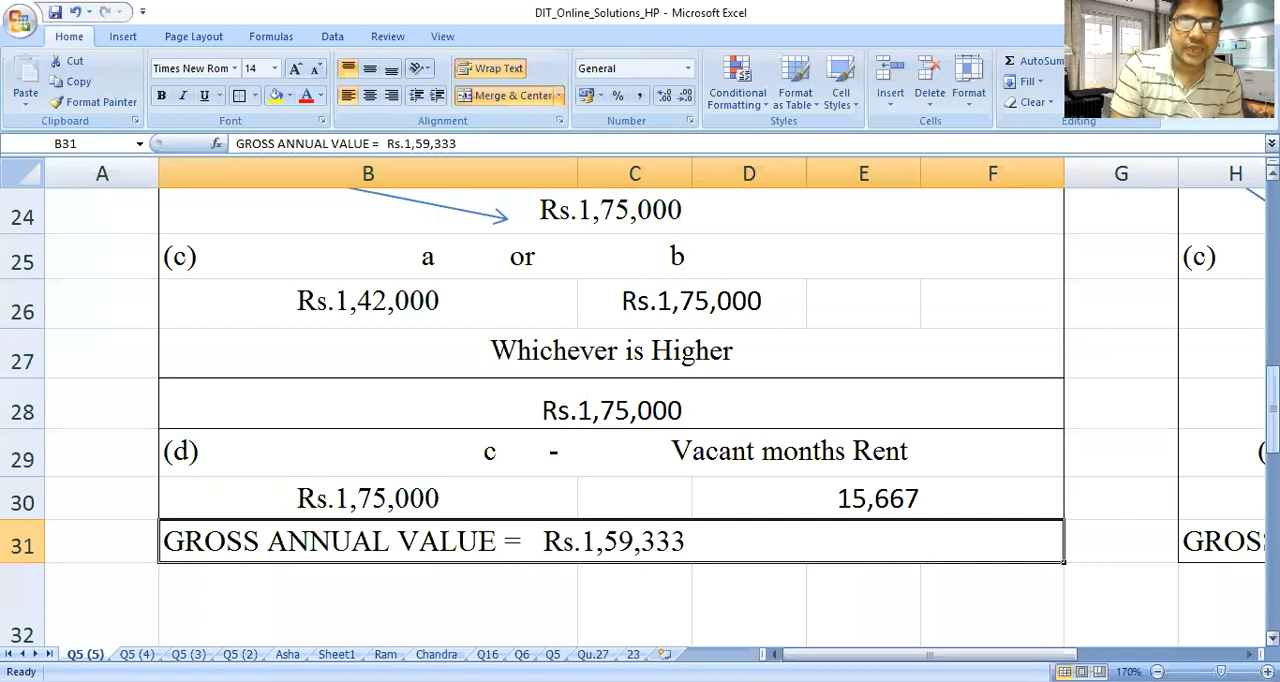 DIT_Online_Solutions_HP - Microsoft Excel
Home Insert Page Layout Formulas Data Review View
Cut
Copy
Format Painter
Paste
Clipboard
Times New Rom 14
B I U
Font
Wrap Text
Merge & Center
Alignment
General
% ,
Number
Conditional Formatting
Format as Table
Cell Styles
Styles
Insert Delete Format
Cells
Σ AutoSum
Fill
Clear
Editing
B31 fx GROSS ANNUAL VALUE = Rs.1,59,333
A B C D E F G H
24 Rs.1,75,000
25 (c) a or b (c)
26 Rs.1,42,000 Rs.1,75,000
27 Whichever is Higher
28 Rs.1,75,000
29 (d) c - Vacant months Rent
30 Rs.1,75,000 15,667
31 GROSS ANNUAL VALUE = Rs.1,59,333
32
Q5 (5) Q5 (4) Q5 (3) Q5 (2) Asha Sheet1 Ram Chandra Q16 Q6 Q5 Qu.27 23
Ready 170%